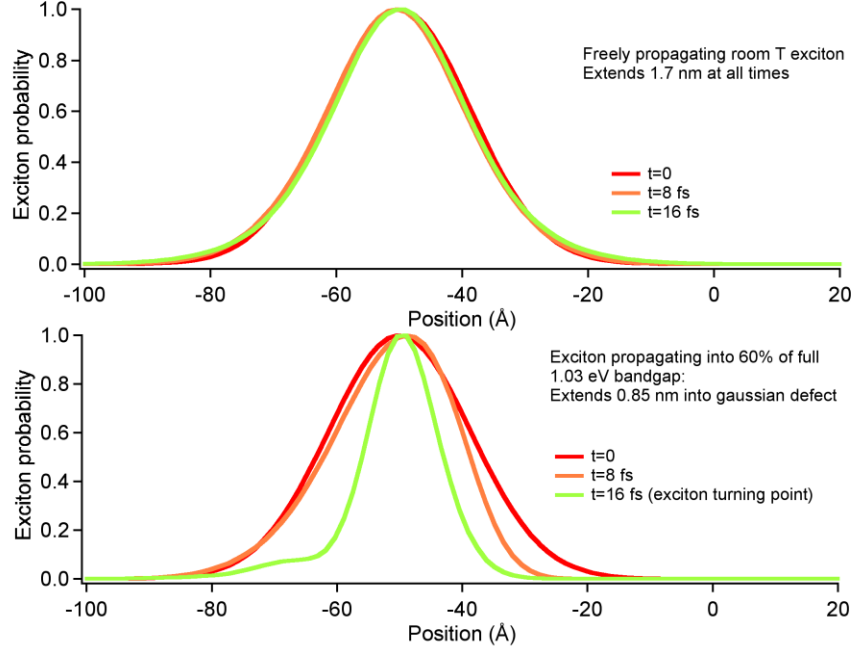 1.0
0.8
0.6
0.4
0.2
0.0
Exciton probability
Freely propagating room T exciton
Extends 1.7 nm at all times
t=0
t=8 fs
t=16 fs
-100
-80
-60
-40
-20
0
20
Position (Å)
1.0
0.8
0.6
0.4
0.2
0.0
Exciton probability
Exciton propagating into 60% of full
1.03 eV bandgap:
Extends 0.85 nm into gaussian defect
t=0
t=8 fs
t=16 fs (exciton turning point)
-100
-80
-60
-40
-20
0
20
Position (Å)